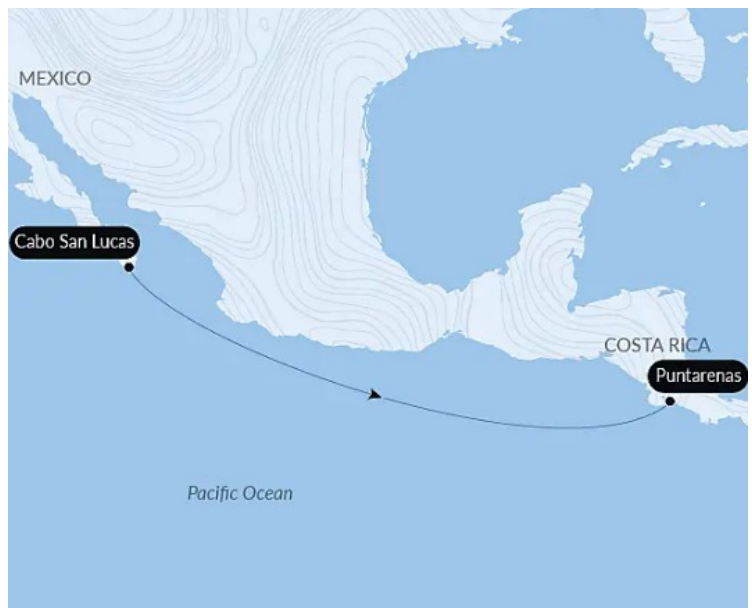 MEXICO
Cabo San Lucas
COSTA RICA
Puntarenas
Pacific Ocean